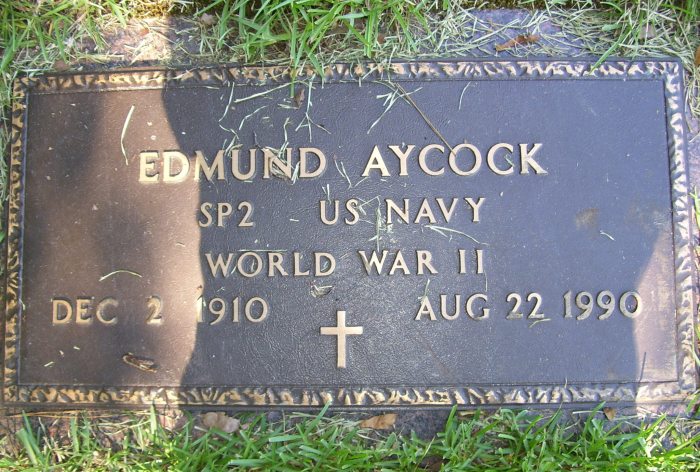 EDMUND AYCOCK
SP2 US NAVY
WORLD WAR II
DEC 2 1910 AUG 22 1990